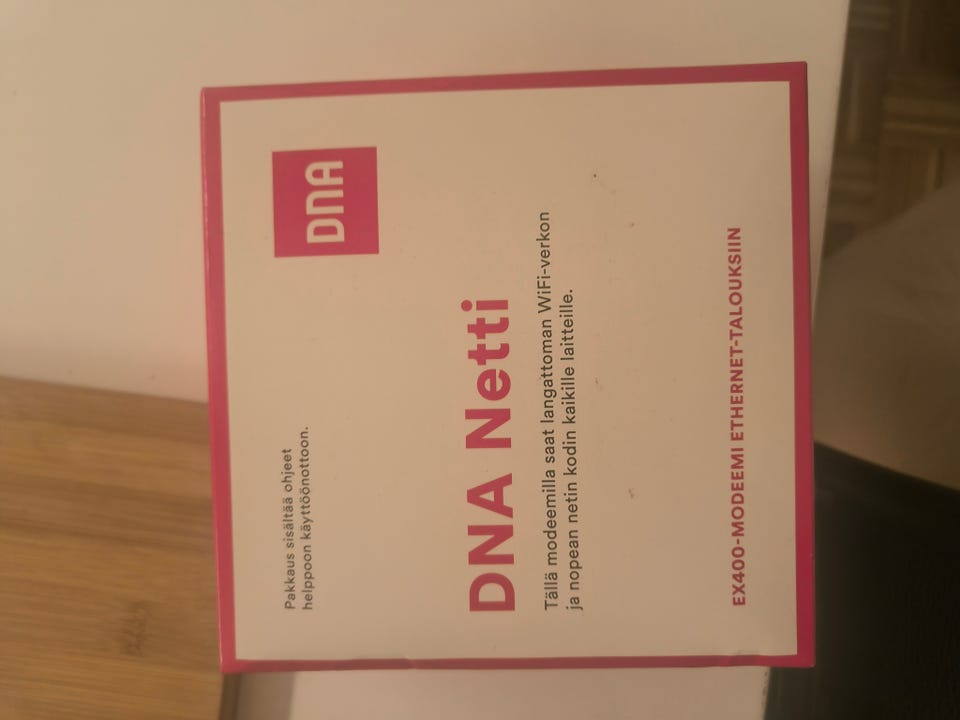 Pakkaus sisältää ohjeet
helppoon käyttöönottoon.
DNA
DNA Netti
Tällä modeemilla saat langattoman WiFi-verkon
ja nopean netin kodin kaikille laitteille.
EX400-MODEEMI ETHERNET-TALOUKSIIN